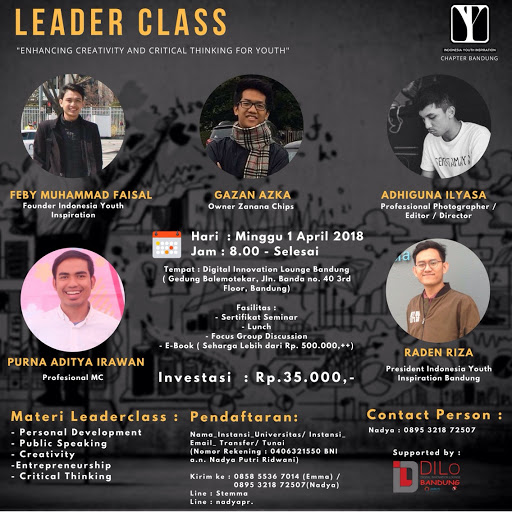 LEADER CLASS
"ENHANCING CREATIVITY AND CRITICAL THINKING FOR YOUTH"
INDONESIA YOUTH INSPIRATION
CHAPTER BANDUNG
FEBY MUHAMMAD FAISAL
Founder Indonesia Youth
Inspiration
GAZAN AZKA
Owner Zanana Chips
ADHIGUNA ILYASA
Professional Photographer /
Editor / Director
Hari : Minggu 1 April 2018
Jam : 8.00 - Selesai
Tempat : Digital Innovation Lounge Bandung
( Gedung Balemotekar, Jln. Banda no. 40 3rd
Floor, Bandung)
Fasilitas :
- Sertifikat Seminar
- Lunch
- Focus Group Discussion
- E-Book ( Seharga Lebih dari Rp. 500.000,++)
Investasi : Rp.35.000,-
PURNA ADITYA IRAWAN
Profesional MC
RADEN RIZA
President Indonesia Youth
Inspiration Bandung
Materi Leaderclass :
- Personal Development
- Public Speaking
- Creativity
-Entrepreneurship
- Critical Thinking
Pendaftaran:
Nama_Instansi_Universitas/ Instansi_
Email_ Transfer/ Tunai
(Nomor Rekening : 0406321550 BNI
a.n. Nadya Putri Ridwani)
Kirim ke : 0858 5536 7014 (Emma) /
0895 3218 72507(Nadya)
Line : Stemma
Line : nadyapr.
Contact Person :
Nadya : 0895 3218 72507
Supported by :
DILo
BANDUNG